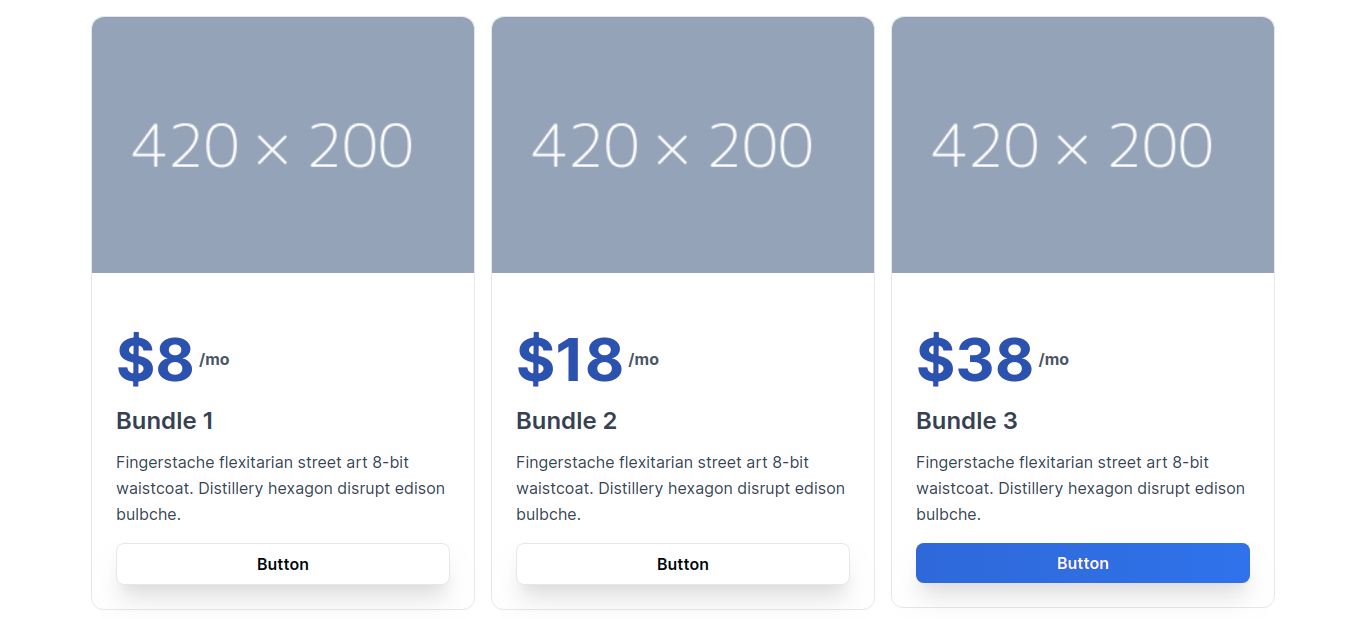 420 × 200
$8 /mo
Bundle 1
Fingerstache flexitarian street art 8-bit
waistcoat. Distillery hexagon disrupt edison
bulbche.
Button
420 × 200
$18 /mo
Bundle 2
Fingerstache flexitarian street art 8-bit
waistcoat. Distillery hexagon disrupt edison
bulbche.
Button
420 × 200
$38 /mo
Bundle 3
Fingerstache flexitarian street art 8-bit
waistcoat. Distillery hexagon disrupt edison
bulbche.
Button